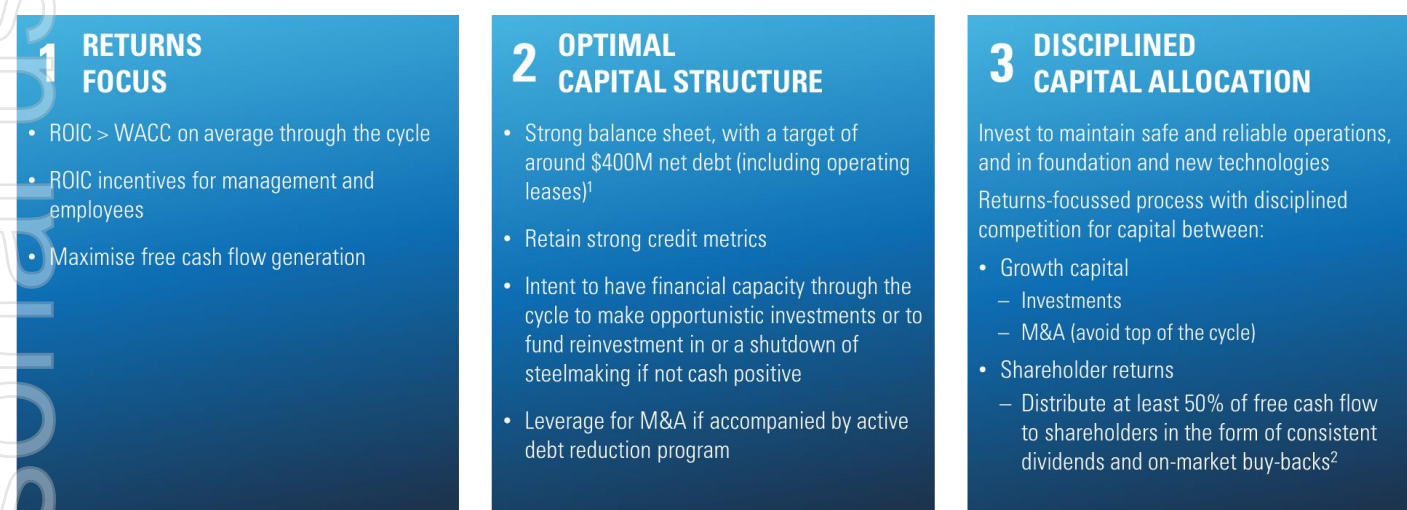 1 RETURNS
FOCUS
• ROIC > WACC on average through the cycle
• ROIC incentives for management and
employees
• Maximise free cash flow generation
2 OPTIMAL
CAPITAL STRUCTURE
• Strong balance sheet, with a target of
around $400M net debt (including operating
leases)¹
• Retain strong credit metrics
• Intent to have financial capacity through the
cycle to make opportunistic investments or to
fund reinvestment in or a shutdown of
steelmaking if not cash positive
• Leverage for M&A if accompanied by active
debt reduction program
3 DISCIPLINED
CAPITAL ALLOCATION
Invest to maintain safe and reliable operations,
and in foundation and new technologies
Returns-focussed process with disciplined
competition for capital between:
• Growth capital
– Investments
– M&A (avoid top of the cycle)
• Shareholder returns
– Distribute at least 50% of free cash flow
to shareholders in the form of consistent
dividends and on-market buy-backs²